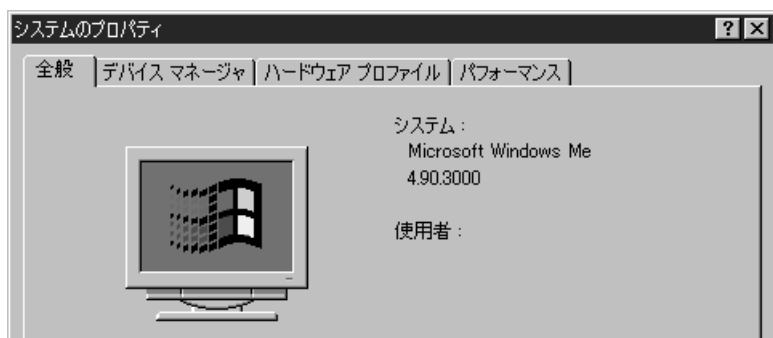 システムのプロパティ
全般 デバイス マネージャ ハードウェア プロファイル パフォーマンス
システム :
Microsoft Windows Me
4.90.3000
使用者 :